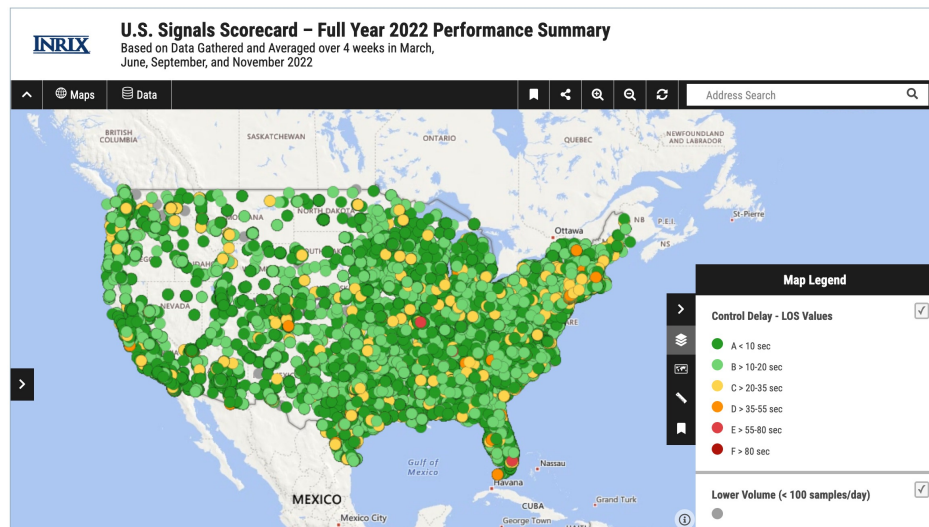 INRIX
U.S. Signals Scorecard – Full Year 2022 Performance Summary
Based on Data Gathered and Averaged over 4 weeks in March,
June, September, and November 2022
Maps
Data
Address Search
BRITISH
COLUMBIA
SASKATCHEWAN
ONTARIO
QUEBEC
NEWFOUNDLAND
AND LABRADOR
NORTH DAKOTA
NB
P.E.I.
St-Pierre
Ottawa
NS
NEVADA
Gulf of
Mexico
Nassau
Havana
MEXICO
CUBA
Grand Turk
Mexico City
George Town
Map Legend
Control Delay - LOS Values
A < 10 sec
B > 10-20 sec
C > 20-35 sec
D > 35-55 sec
E > 55-80 sec
F > 80 sec
Lower Volume (< 100 samples/day)